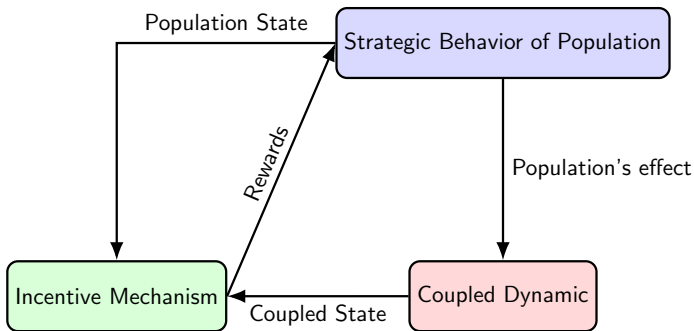 Population State
Strategic Behavior of Population
Rewards
Population's effect
Incentive Mechanism
Coupled State
Coupled Dynamic